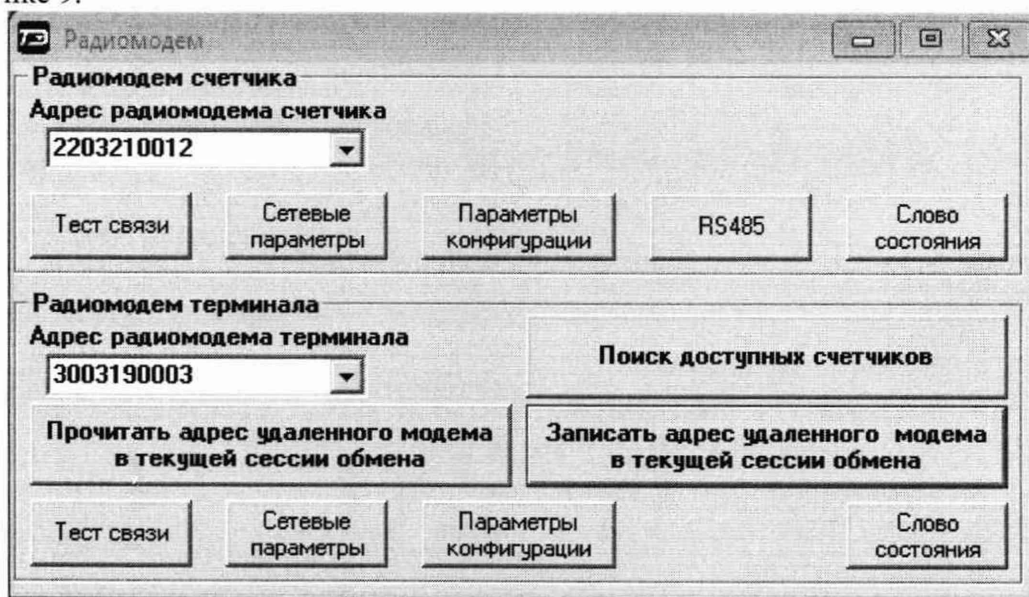 Радиомодем
Радиомодем счетчика
Адрес радиомодема счетчика
2203210012
Тест связи
Сетевые
параметры
Параметры
конфигурации
RS485
Слово
состояния
Радиомодем терминала
Адрес радиомодема терминала
3003190003
Поиск доступных счетчиков
Прочитать адрес удаленного модема
в текущей сессии обмена
Записать адрес удаленного модема
в текущей сессии обмена
Тест связи
Сетевые
параметры
Параметры
конфигурации
Слово
состояния